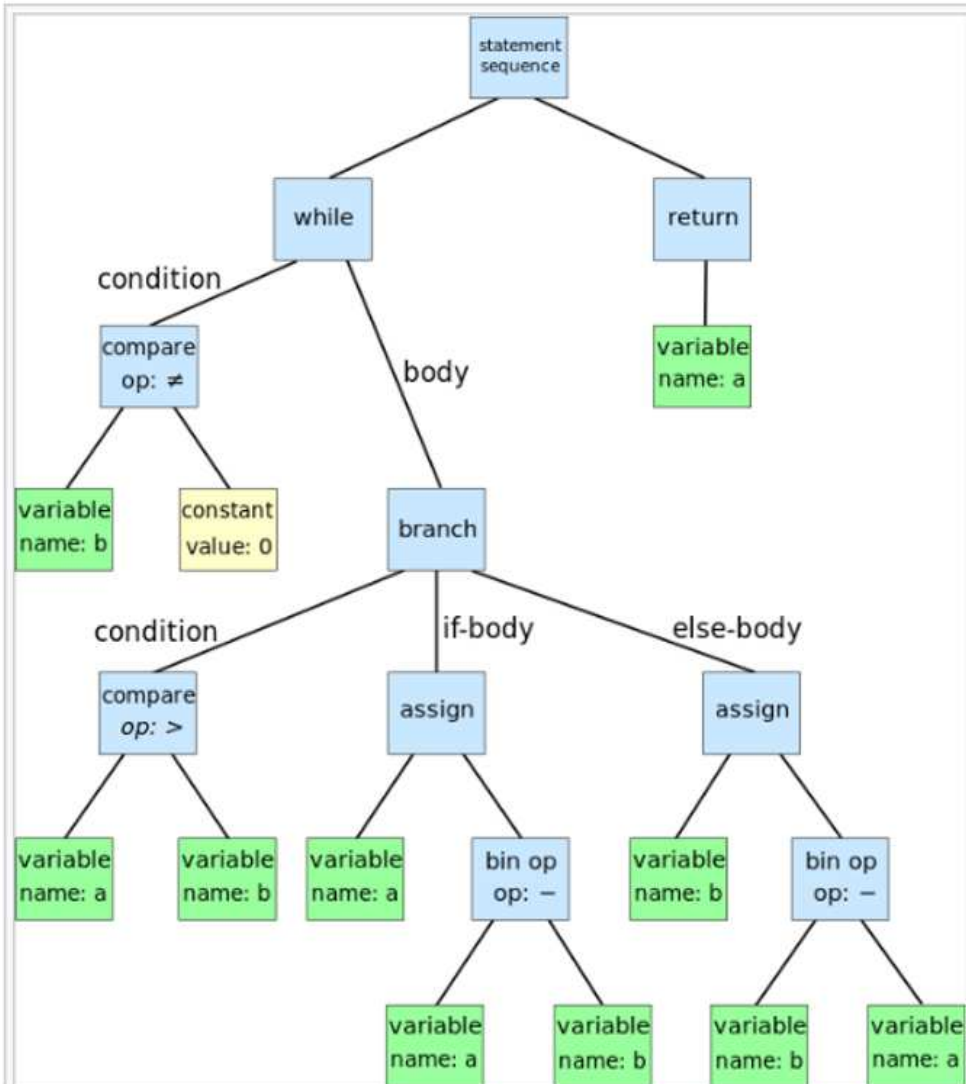 statement
sequence
while
return
condition
compare
op: ≠
body
variable
name: a
variable
name: b
constant
value: 0
branch
condition
if-body
else-body
compare
op: >
assign
assign
variable
name: a
variable
name: b
variable
name: a
bin op
op: −
variable
name: b
bin op
op: −
variable
name: a
variable
name: b
variable
name: b
variable
name: a